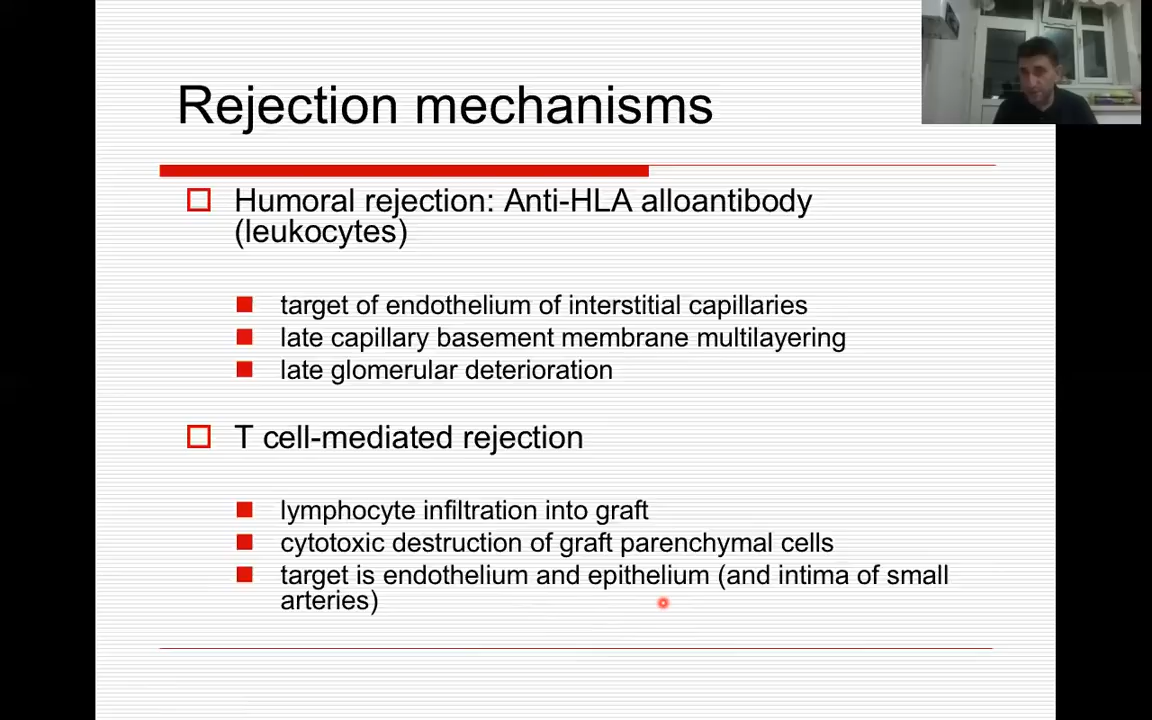 Rejection mechanisms
Humoral rejection: Anti-HLA alloantibody
(leukocytes)
target of endothelium of interstitial capillaries
late capillary basement membrane multilayering
late glomerular deterioration
T cell-mediated rejection
lymphocyte infiltration into graft
cytotoxic destruction of graft parenchymal cells
target is endothelium and epithelium (and intima of small
arteries)